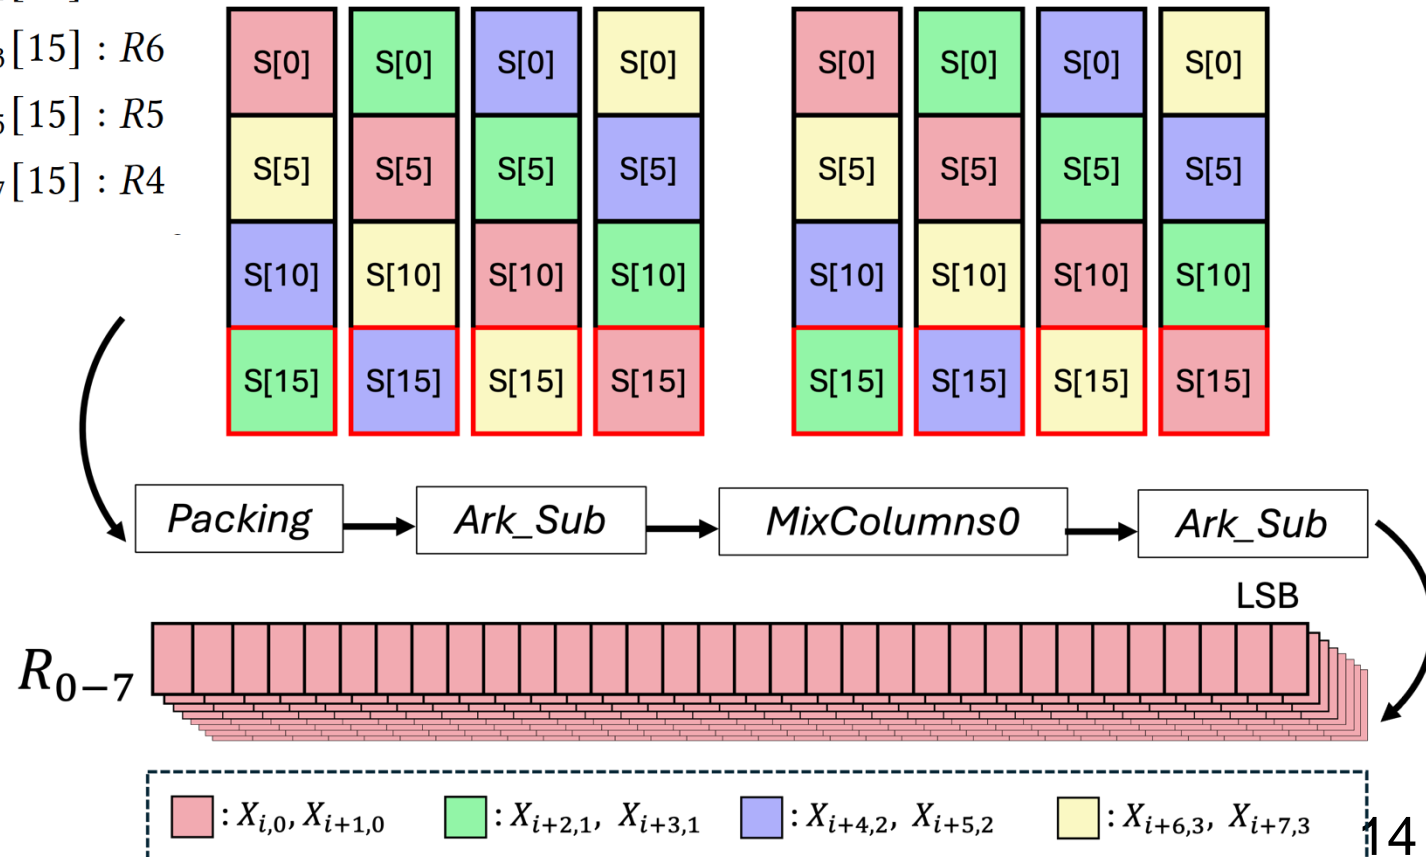 ₃[15] : R6
₅[15] : R5
₇[15] : R4
S[0] S[0] S[0] S[0] S[0] S[0] S[0] S[0]
S[5] S[5] S[5] S[5] S[5] S[5] S[5] S[5]
S[10] S[10] S[10] S[10] S[10] S[10] S[10] S[10]
S[15] S[15] S[15] S[15] S[15] S[15] S[15] S[15]
Packing Ark_Sub MixColumns0 Ark_Sub
LSB
R₀₋₇
: Xᵢ,₀, Xᵢ₊₁,₀ : Xᵢ₊₂,₁, Xᵢ₊₃,₁ : Xᵢ₊₄,₂, Xᵢ₊₅,₂ : Xᵢ₊₆,₃, Xᵢ₊₇,₃
14